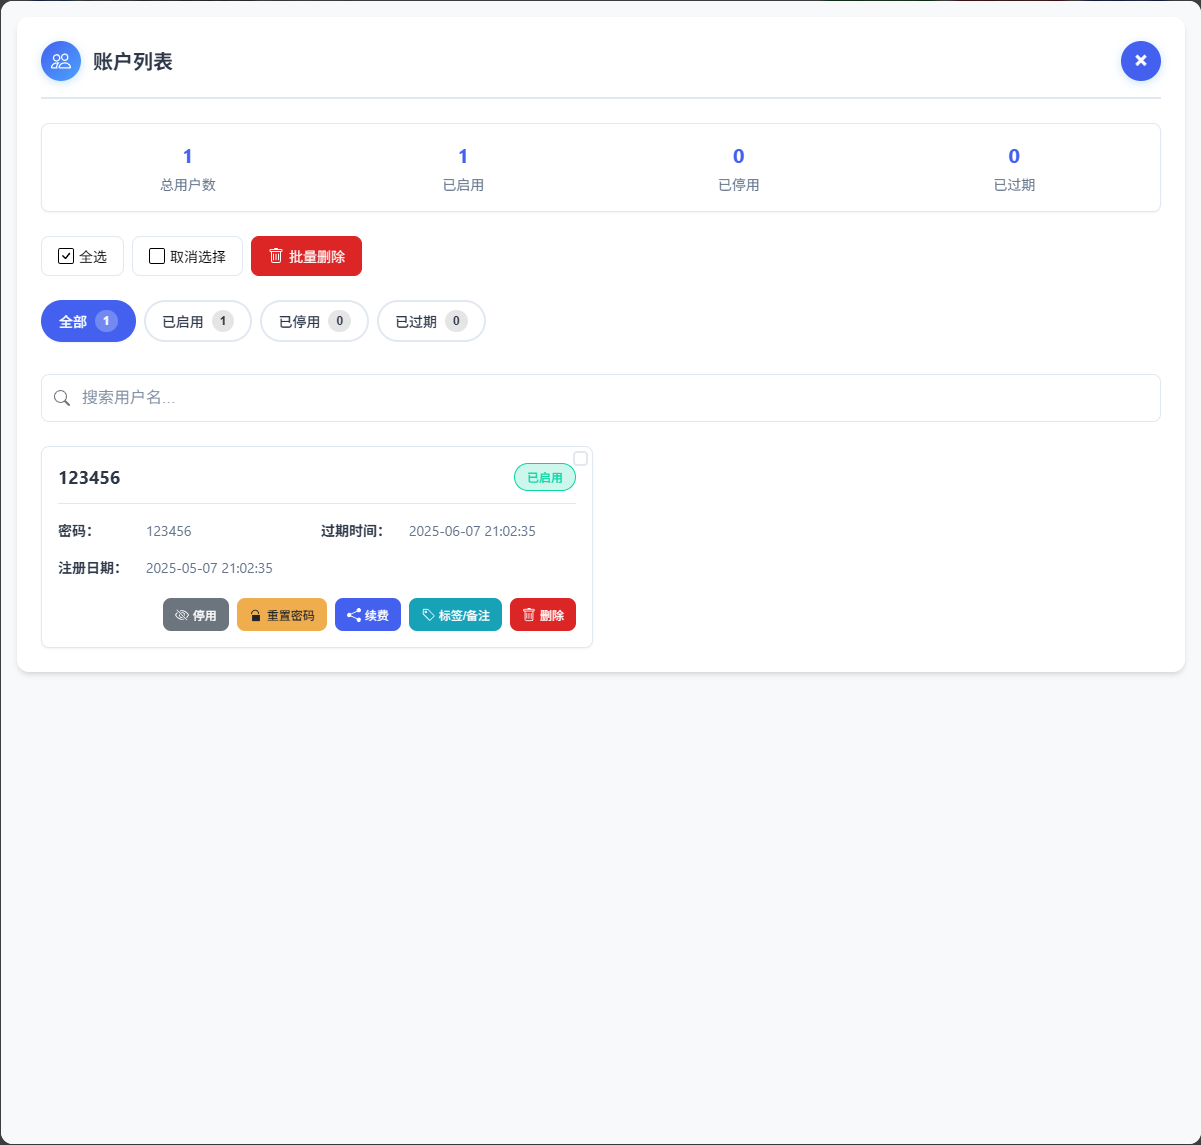 账户列表
1 1 0 0
总用户数 已启用 已停用 已过期
全选 取消选择 批量删除
全部 1 已启用 1 已停用 0 已过期 0
搜索用户名...
123456 已启用
密码: 123456 过期时间: 2025-06-07 21:02:35
注册日期: 2025-05-07 21:02:35
停用 重置密码 续费 标签/备注 删除